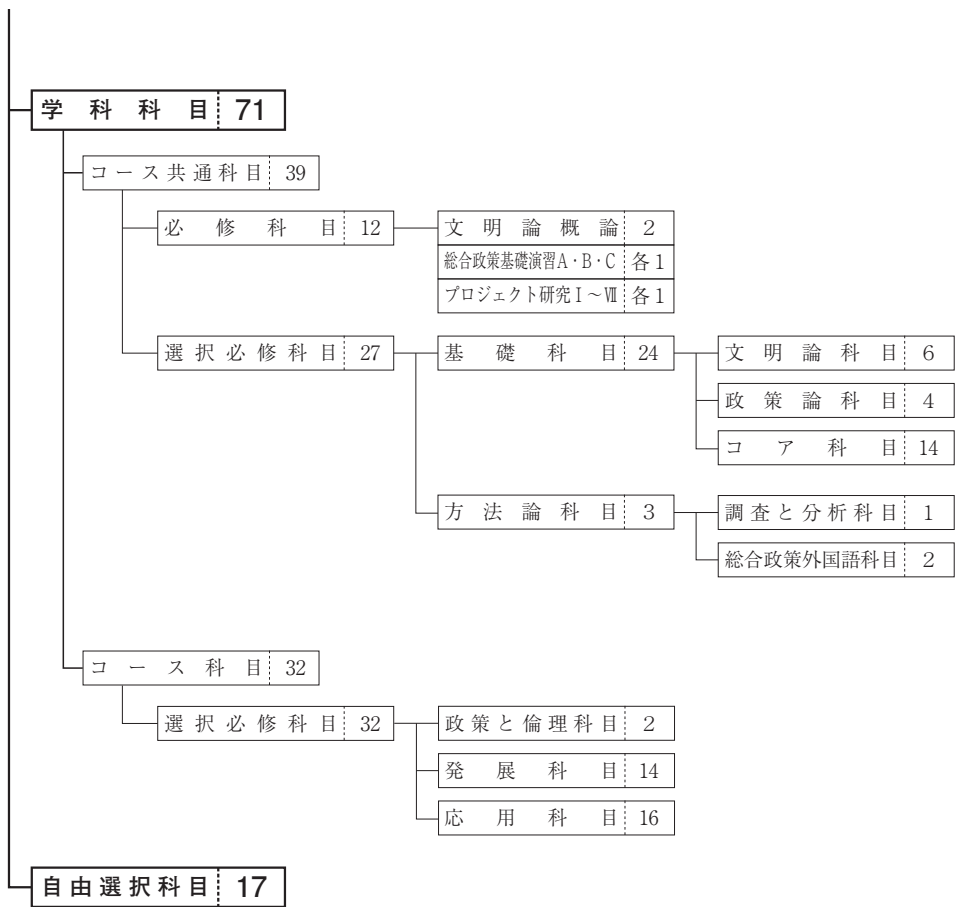 学科科目 71
コース共通科目 39
必修科目 12
文明論概論 2
総合政策基礎演習A・B・C 各1
プロジェクト研究Ⅰ～Ⅶ 各1
選択必修科目 27
基礎科目 24
文明論科目 6
政策論科目 4
コア科目 14
方法論科目 3
調査と分析科目 1
総合政策外国語科目 2
コース科目 32
選択必修科目 32
政策と倫理科目 2
発展科目 14
応用科目 16
自由選択科目 17